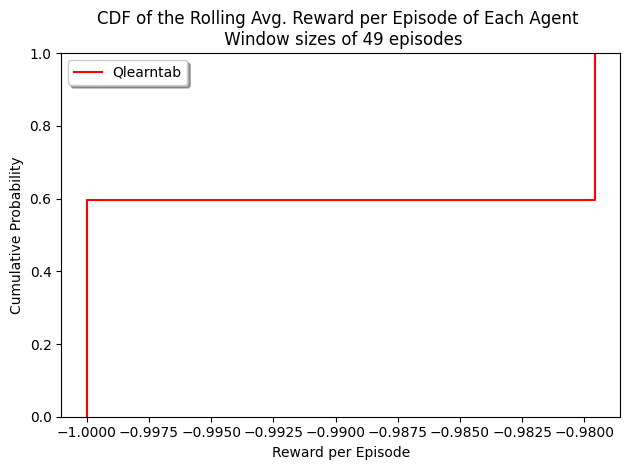 CDF of the Rolling Avg. Reward per Episode of Each Agent
Window sizes of 49 episodes
Qlearntab
1.0
0.8
0.6
0.4
0.2
0.0
Cumulative Probability
−1.0000 −0.9975 −0.9950 −0.9925 −0.9900 −0.9875 −0.9850 −0.9825 −0.9800
Reward per Episode